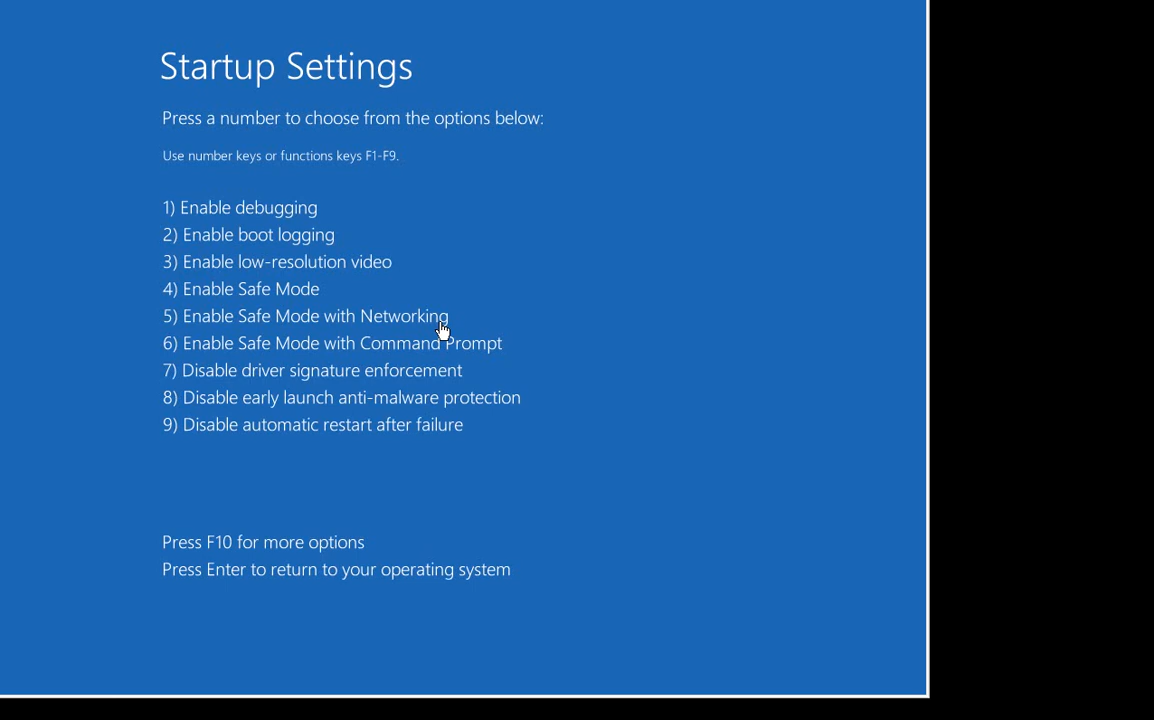 Startup Settings
Press a number to choose from the options below:
Use number keys or functions keys F1-F9.
1) Enable debugging
2) Enable boot logging
3) Enable low-resolution video
4) Enable Safe Mode
5) Enable Safe Mode with Networking
6) Enable Safe Mode with Command Prompt
7) Disable driver signature enforcement
8) Disable early launch anti-malware protection
9) Disable automatic restart after failure
Press F10 for more options
Press Enter to return to your operating system